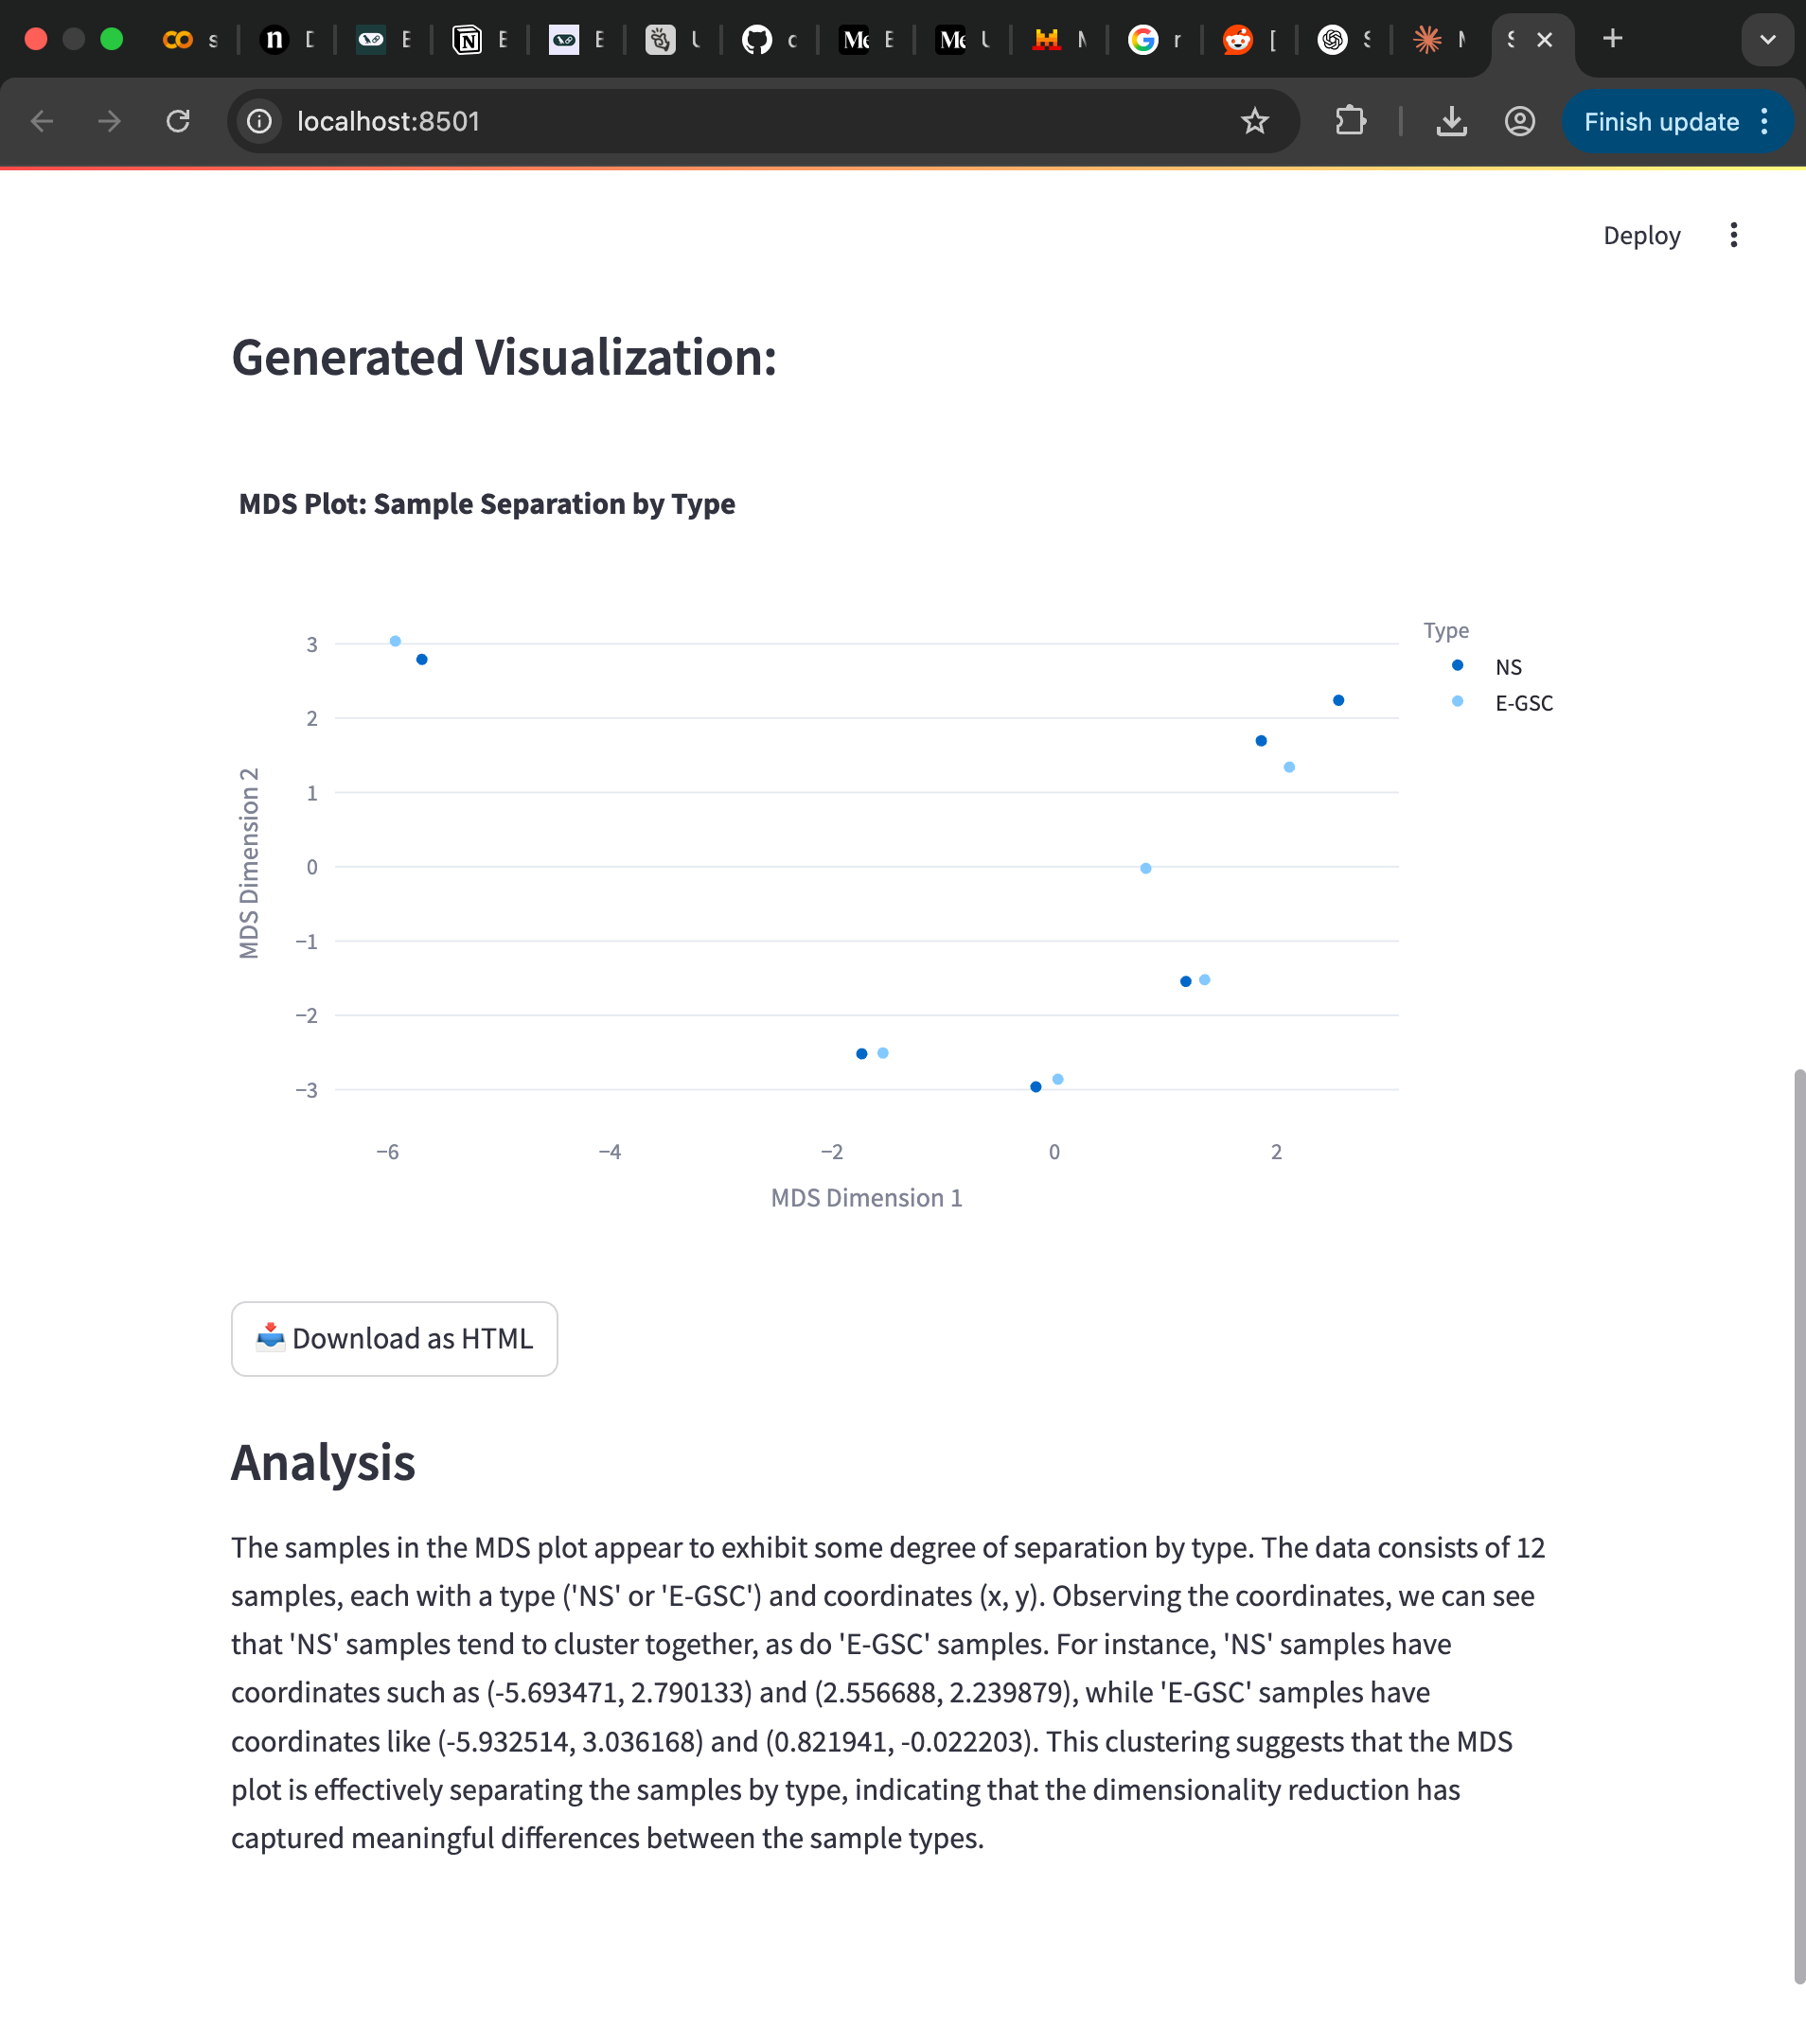 localhost:8501
Finish update
Deploy
Generated Visualization:
MDS Plot: Sample Separation by Type
3
2
1
0
−1
−2
−3
MDS Dimension 2
−6 −4 −2 0 2
MDS Dimension 1
Type
NS
E-GSC
Download as HTML
Analysis
The samples in the MDS plot appear to exhibit some degree of separation by type. The data consists of 12
samples, each with a type ('NS' or 'E-GSC') and coordinates (x, y). Observing the coordinates, we can see
that 'NS' samples tend to cluster together, as do 'E-GSC' samples. For instance, 'NS' samples have
coordinates such as (-5.693471, 2.790133) and (2.556688, 2.239879), while 'E-GSC' samples have
coordinates like (-5.932514, 3.036168) and (0.821941, -0.022203). This clustering suggests that the MDS
plot is effectively separating the samples by type, indicating that the dimensionality reduction has
captured meaningful differences between the sample types.